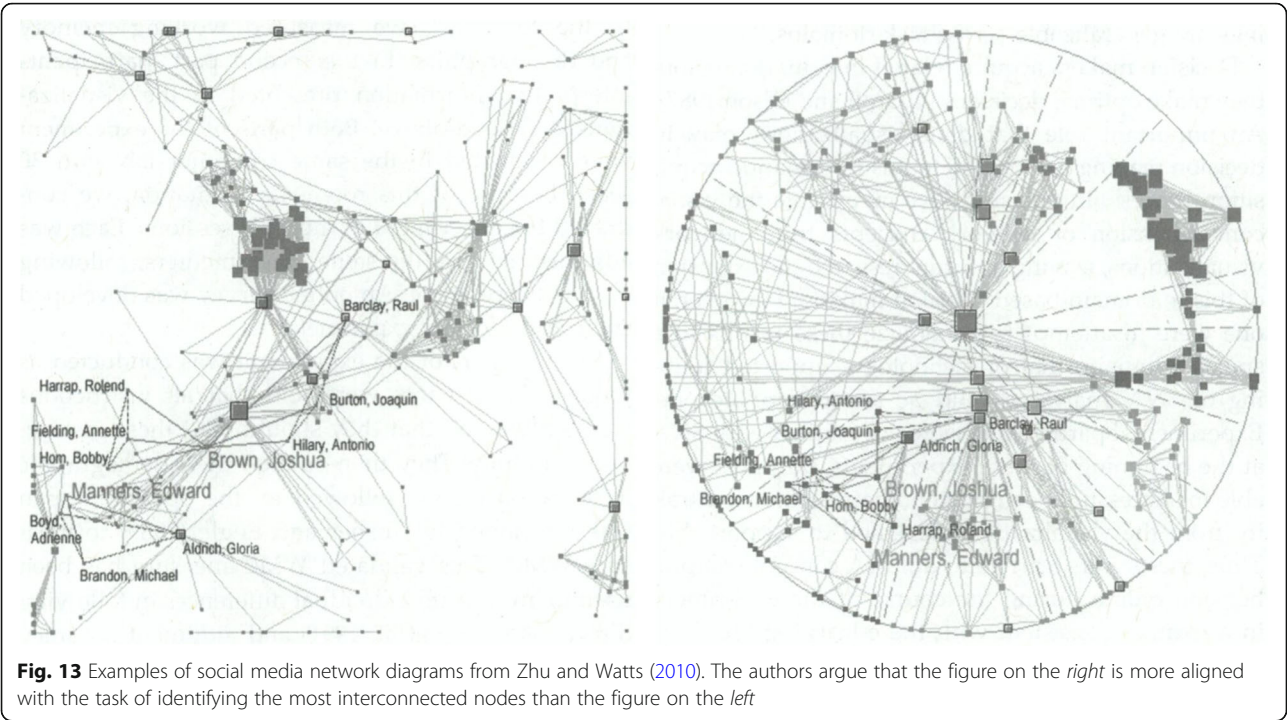 Barclay, Raul
Harrap, Rolend
Burton, Joaquin
Fielding, Annette
Hilary, Antonio
Hom, Bobby
Brown, Joshua
Manners, Edward
Boyd,
Adrienne
Aldrich, Gloria
Brandon, Michael
Hilary, Antonio
Burton, Joaquin
Barclay, Raul
Aldrich, Gloria
Fielding, Annette
Brown, Joshua
Brendon, Michael
Hom, Bobby
Harrap, Roland
Manners, Edward
Fig. 13 Examples of social media network diagrams from Zhu and Watts (2010). The authors argue that the figure on the right is more aligned
with the task of identifying the most interconnected nodes than the figure on the left